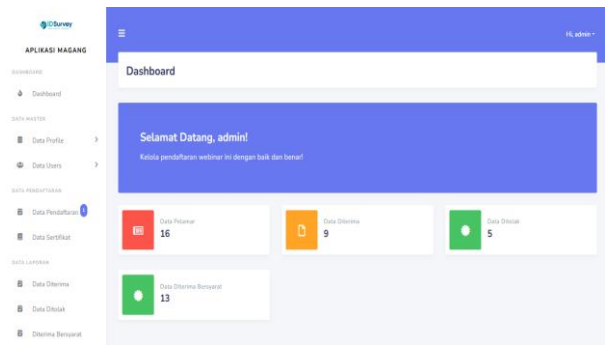 IDSurvey
APLIKASI MAGANG
DASHBOARD
Dashboard
DATA MASTER
Data Profile
Data Users
DATA PENDAFTARAN
Data Pendaftaran 1
Data Sertifikat
DATA LAPORAN
Data Diterima
Data Ditolak
Diterima Bersyarat
Hi, admin
Dashboard
Selamat Datang, admin!
Kelola pendaftaran webinar ini dengan baik dan benar!
Data Pelamar
16
Data Diterima
9
Data Ditolak
5
Data Diterima Bersyarat
13